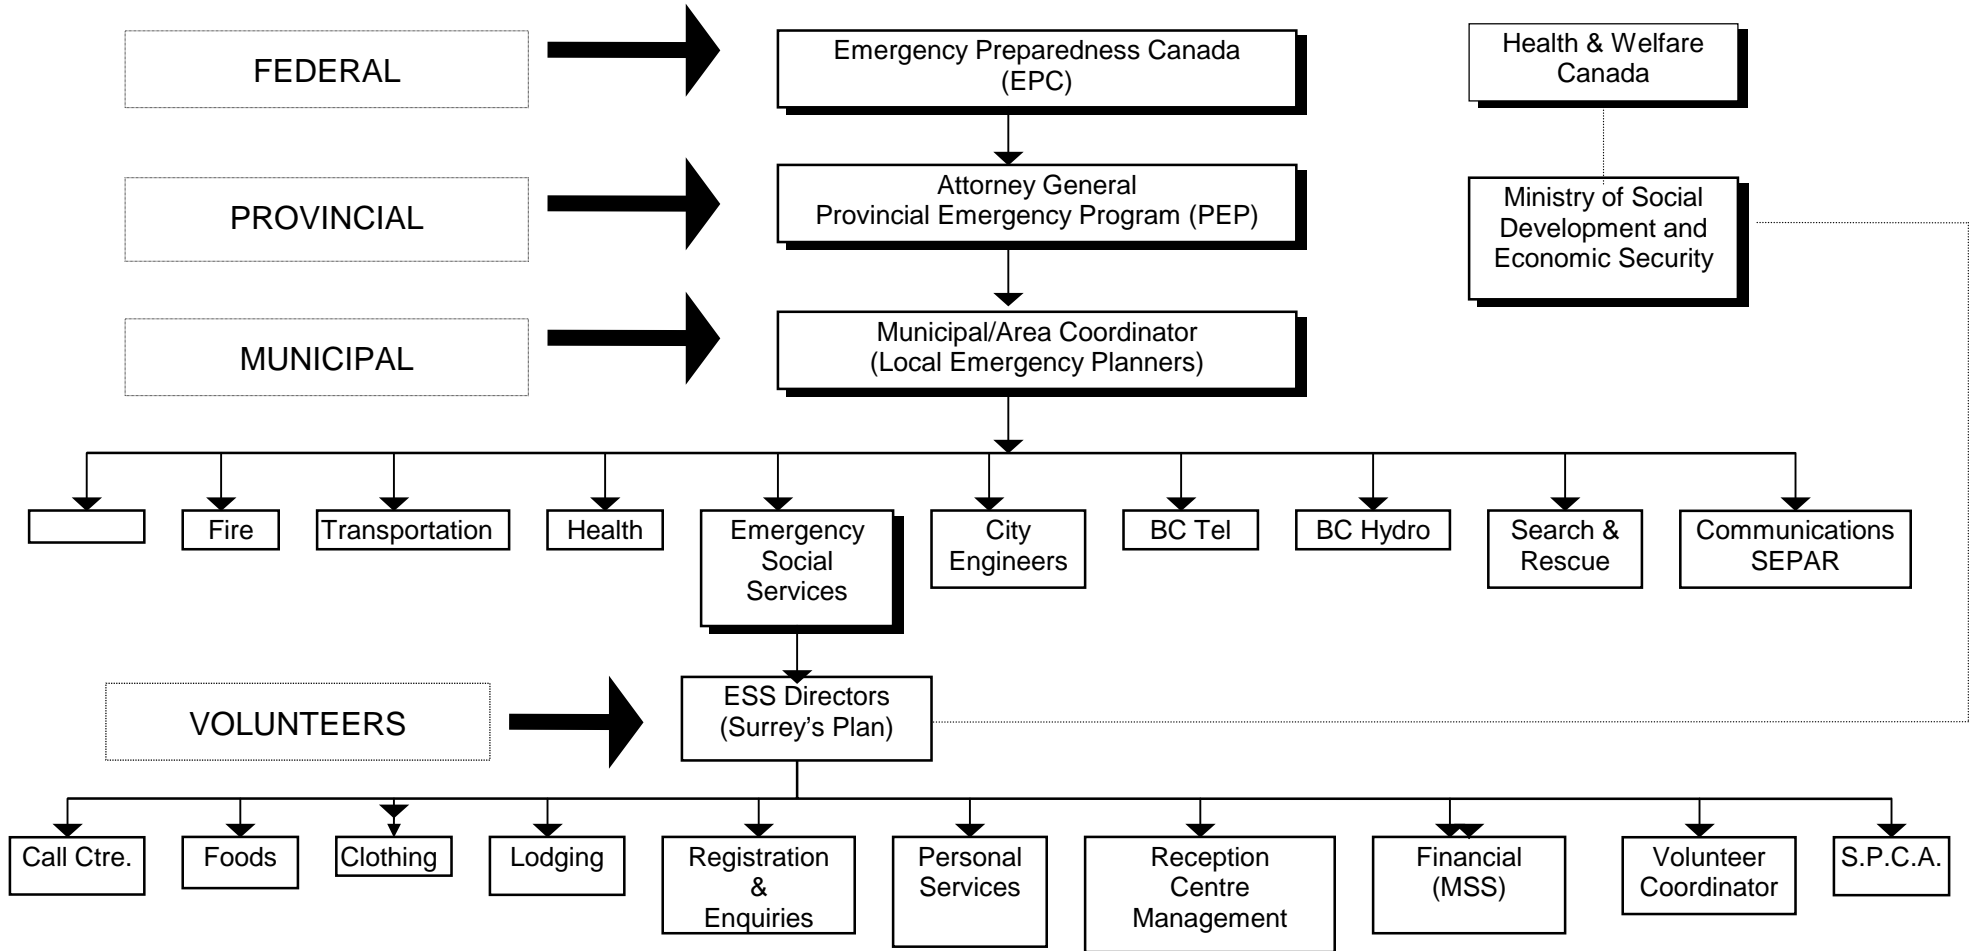 FEDERAL
Emergency Preparedness Canada
(EPC)
Health & Welfare
Canada
PROVINCIAL
Attorney General
Provincial Emergency Program (PEP)
Ministry of Social
Development and
Economic Security
MUNICIPAL
Municipal/Area Coordinator
(Local Emergency Planners)
Fire
Transportation
Health
Emergency
Social
Services
City
Engineers
BC Tel
BC Hydro
Search &
Rescue
Communications
SEPAR
VOLUNTEERS
ESS Directors
(Surrey’s Plan)
Call Ctre.
Foods
Clothing
Lodging
Registration
&
Enquiries
Personal
Services
Reception
Centre
Management
Financial
(MSS)
Volunteer
Coordinator
S.P.C.A.